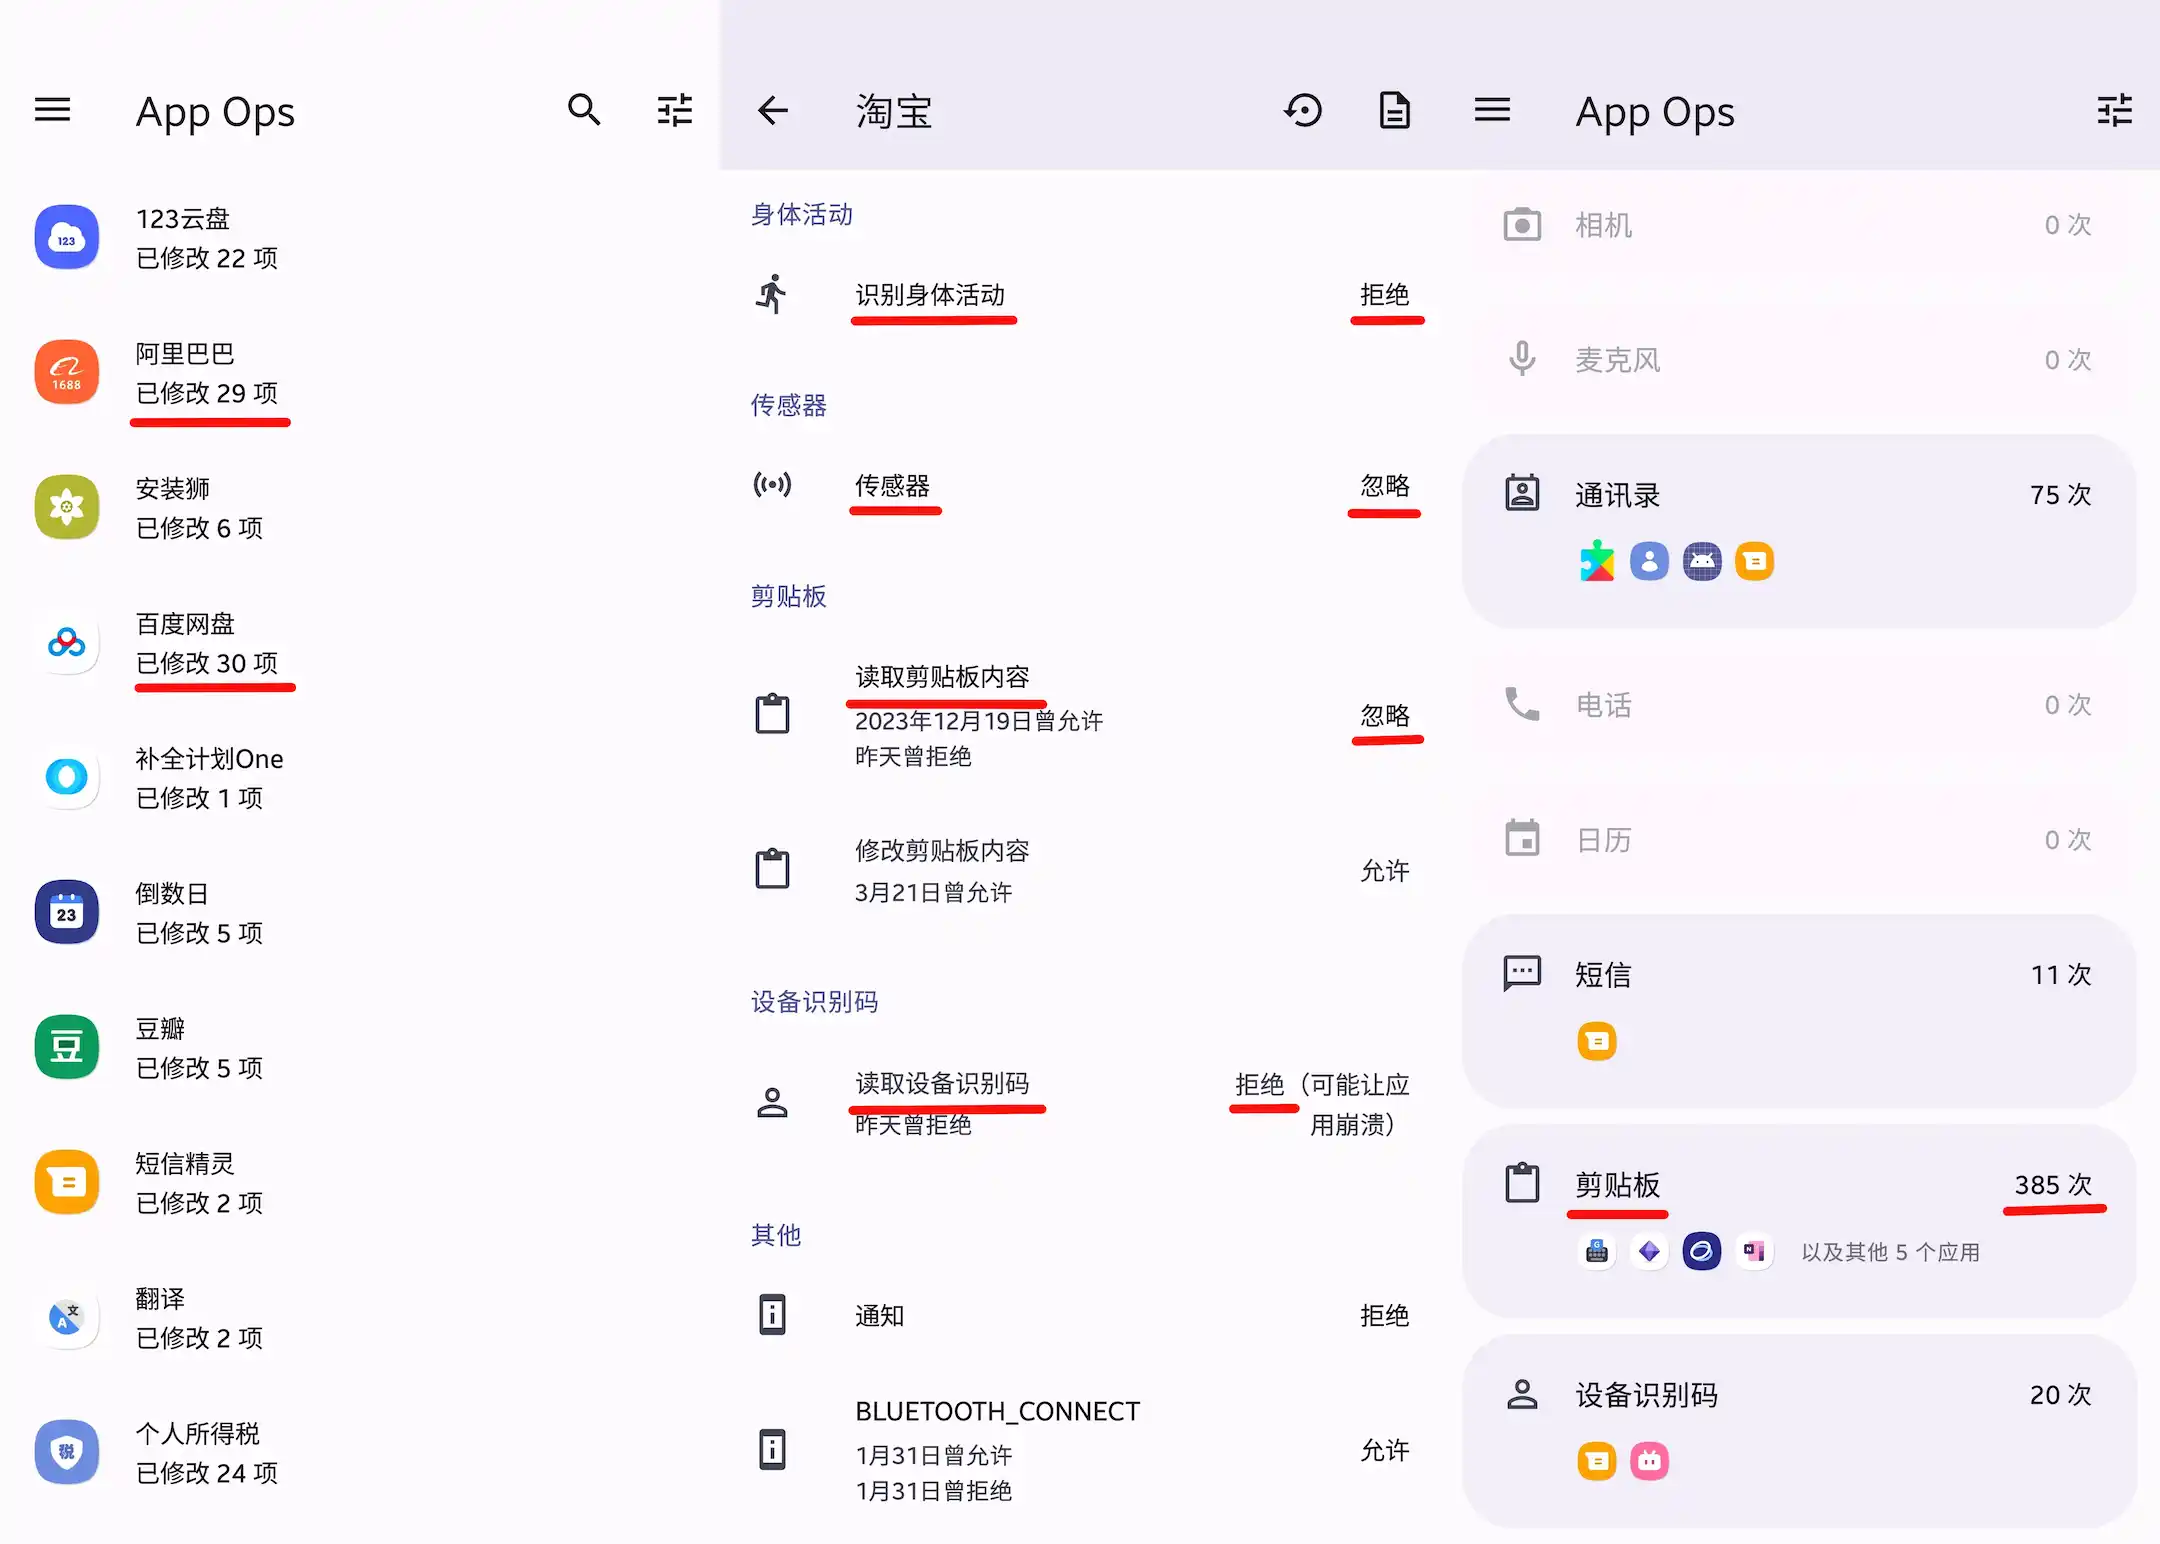 App Ops
123云盘
已修改 22 项
1688
阿里巴巴
已修改 29 项
安装狮
已修改 6 项
百度网盘
已修改 30 项
补全计划One
已修改 1 项
23
倒数日
已修改 5 项
豆
豆瓣
已修改 5 项
短信精灵
已修改 2 项
翻译
已修改 2 项
税
个人所得税
已修改 24 项
淘宝
身体活动
识别身体活动
拒绝
传感器
传感器
忽略
剪贴板
读取剪贴板内容
2023年12月19日曾允许
昨天曾拒绝
忽略
修改剪贴板内容
3月21日曾允许
允许
设备识别码
读取设备识别码
昨天曾拒绝
拒绝（可能让应
用崩溃）
其他
通知
拒绝
BLUETOOTH_CONNECT
1月31日曾允许
1月31日曾拒绝
允许
App Ops
相机
0 次
麦克风
0 次
通讯录
75 次
电话
0 次
日历
0 次
短信
11 次
剪贴板
385 次
以及其他 5 个应用
设备识别码
20 次